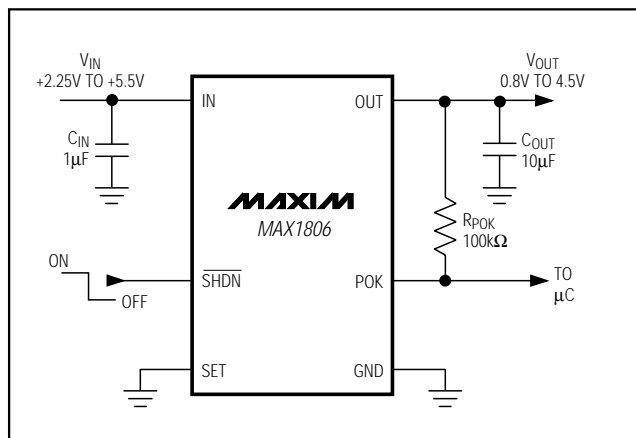 VIN
+2.25V TO +5.5V
VOUT
0.8V TO 4.5V
IN
OUT
CIN
1μF
COUT
10μF
MAXIM
MAX1806
RPOK
100kΩ
ON
OFF
SHDN
POK
TO
μC
SET
GND